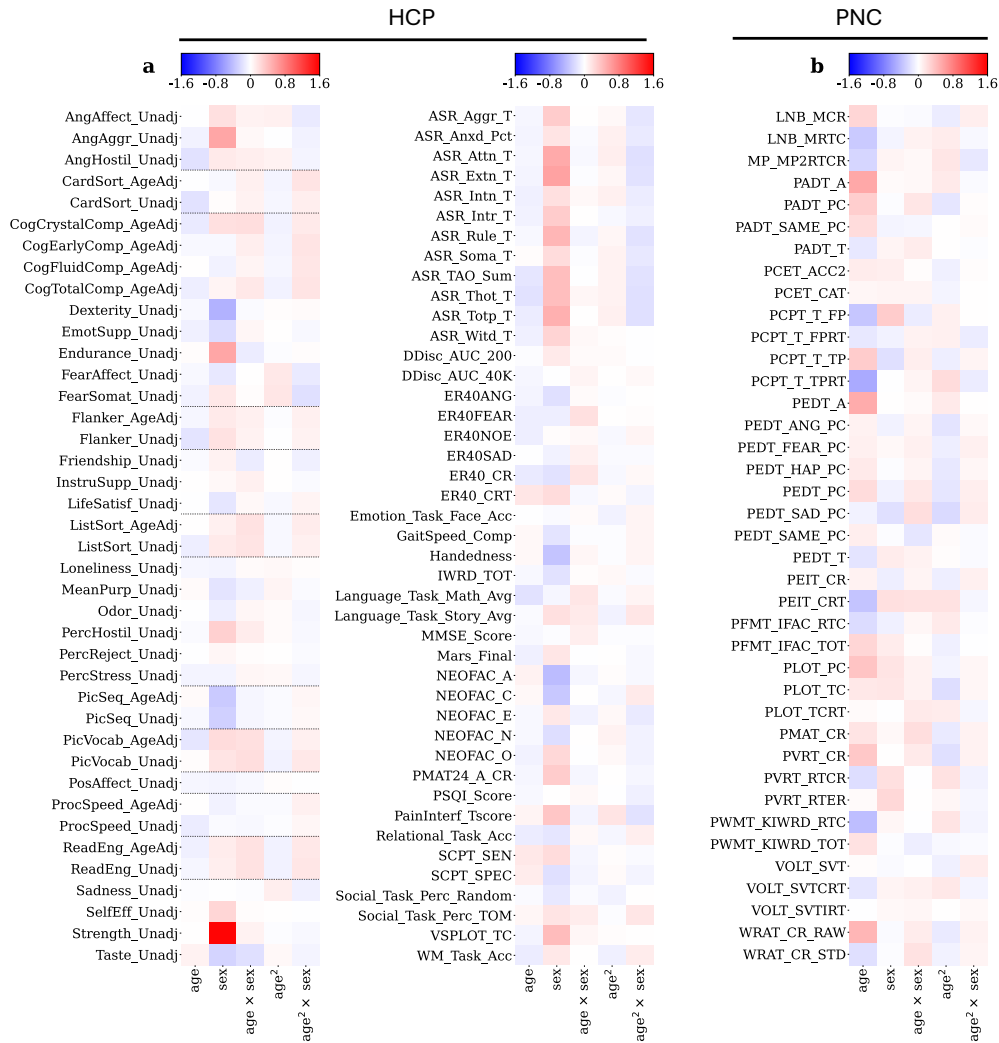 HCP
PNC
a
-1.6 -0.8 0 0.8 1.6
-1.6 -0.8 0 0.8 1.6
b
-1.6 -0.8 0 0.8 1.6
AngAffect_Unadj
AngAggr_Unadj
AngHostil_Unadj
CardSort_AgeAdj
CardSort_Unadj
CogCrystalComp_AgeAdj
CogEarlyComp_AgeAdj
CogFluidComp_AgeAdj
CogTotalComp_AgeAdj
Dexterity_Unadj
EmotSupp_Unadj
Endurance_Unadj
FearAffect_Unadj
FearSomat_Unadj
Flanker_AgeAdj
Flanker_Unadj
Friendship_Unadj
InstruSupp_Unadj
LifeSatisf_Unadj
ListSort_AgeAdj
ListSort_Unadj
Loneliness_Unadj
MeanPurp_Unadj
Odor_Unadj
PercHostil_Unadj
PercReject_Unadj
PercStress_Unadj
PicSeq_AgeAdj
PicSeq_Unadj
PicVocab_AgeAdj
PicVocab_Unadj
PosAffect_Unadj
ProcSpeed_AgeAdj
ProcSpeed_Unadj
ReadEng_AgeAdj
ReadEng_Unadj
Sadness_Unadj
SelfEff_Unadj
Strength_Unadj
Taste_Unadj
age
sex
age × sex
age²
age² × sex
ASR_Aggr_T
ASR_Anxd_Pct
ASR_Attn_T
ASR_Extn_T
ASR_Intn_T
ASR_Intr_T
ASR_Rule_T
ASR_Soma_T
ASR_TAO_Sum
ASR_Thot_T
ASR_Totp_T
ASR_Witd_T
DDisc_AUC_200
DDisc_AUC_40K
ER40ANG
ER40FEAR
ER40NOE
ER40SAD
ER40_CR
ER40_CRT
Emotion_Task_Face_Acc
GaitSpeed_Comp
Handedness
IWRD_TOT
Language_Task_Math_Avg
Language_Task_Story_Avg
MMSE_Score
Mars_Final
NEOFAC_A
NEOFAC_C
NEOFAC_E
NEOFAC_N
NEOFAC_O
PMAT24_A_CR
PSQI_Score
PainInterf_Tscore
Relational_Task_Acc
SCPT_SEN
SCPT_SPEC
Social_Task_Perc_Random
Social_Task_Perc_TOM
VSPLOT_TC
WM_Task_Acc
age
sex
age × sex
age²
age² × sex
LNB_MCR
LNB_MRTC
MP_MP2RTCR
PADT_A
PADT_PC
PADT_SAME_PC
PADT_T
PCET_ACC2
PCET_CAT
PCPT_T_FP
PCPT_T_FPRT
PCPT_T_TP
PCPT_T_TPRT
PEDT_A
PEDT_ANG_PC
PEDT_FEAR_PC
PEDT_HAP_PC
PEDT_PC
PEDT_SAD_PC
PEDT_SAME_PC
PEDT_T
PEIT_CR
PEIT_CRT
PFMT_IFAC_RTC
PFMT_IFAC_TOT
PLOT_PC
PLOT_TC
PLOT_TCRT
PMAT_CR
PVRT_CR
PVRT_RTCR
PVRT_RTER
PWMT_KIWRD_RTC
PWMT_KIWRD_TOT
VOLT_SVT
VOLT_SVTCRT
VOLT_SVTIRT
WRAT_CR_RAW
WRAT_CR_STD
age
sex
age × sex
age²
age² × sex